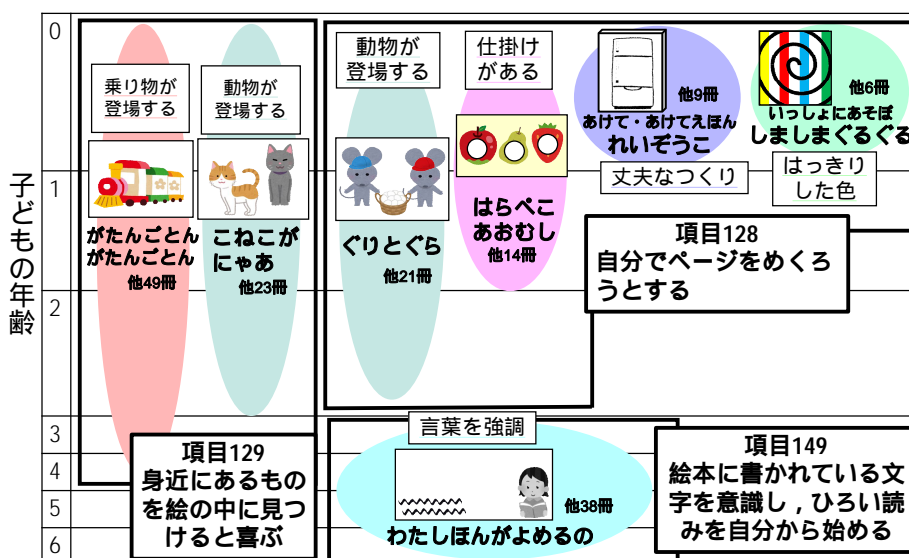 子どもの年齢
0
1
2
3
4
5
6
乗り物が
登場する
がたんごとん
がたんごとん
他49冊
動物が
登場する
こねこが
にゃあ
他23冊
項目129
身近にあるもの
を絵の中に見つ
けると喜ぶ
動物が
登場する
ぐりとぐら
他21冊
仕掛け
がある
はらぺこ
あおむし
他14冊
他9冊
あけて・あけてえほん
れいぞうこ
丈夫なつくり
他6冊
いっしょにあそぼ
しましまぐるぐる
はっきり
した色
項目128
自分でページをめくろ
うとする
言葉を強調
他38冊
わたしほんがよめるの
項目149
絵本に書かれている文
字を意識し，ひろい読
みを自分から始める